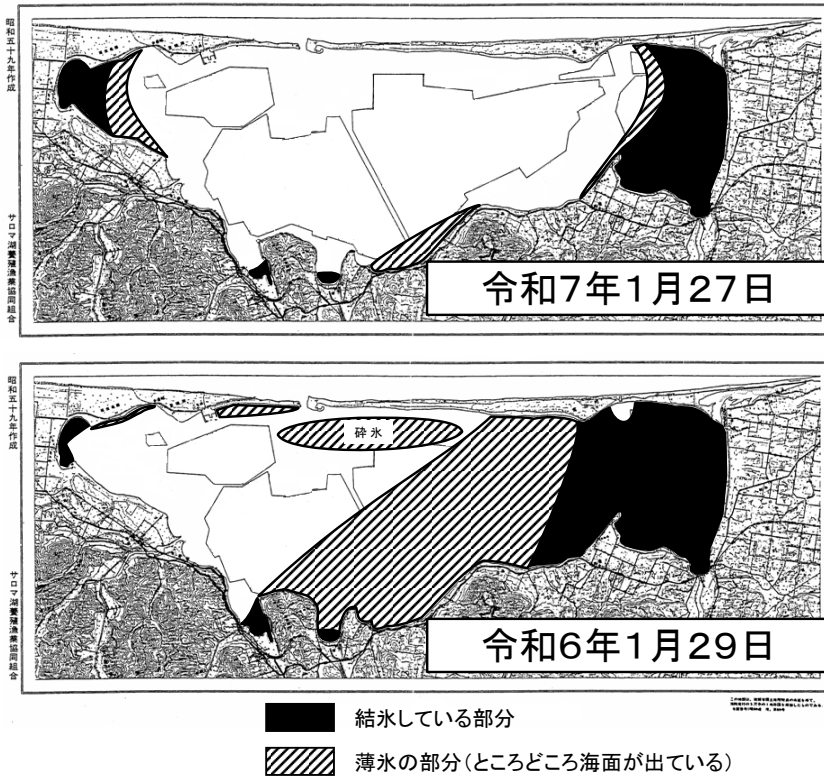 昭和五十九年作成
サロマ湖養殖漁業協同組合
令和7年1月27日
昭和五十九年作成
サロマ湖養殖漁業協同組合
砕氷
令和6年1月29日
結氷している部分
薄氷の部分(ところどころ海面が出ている)